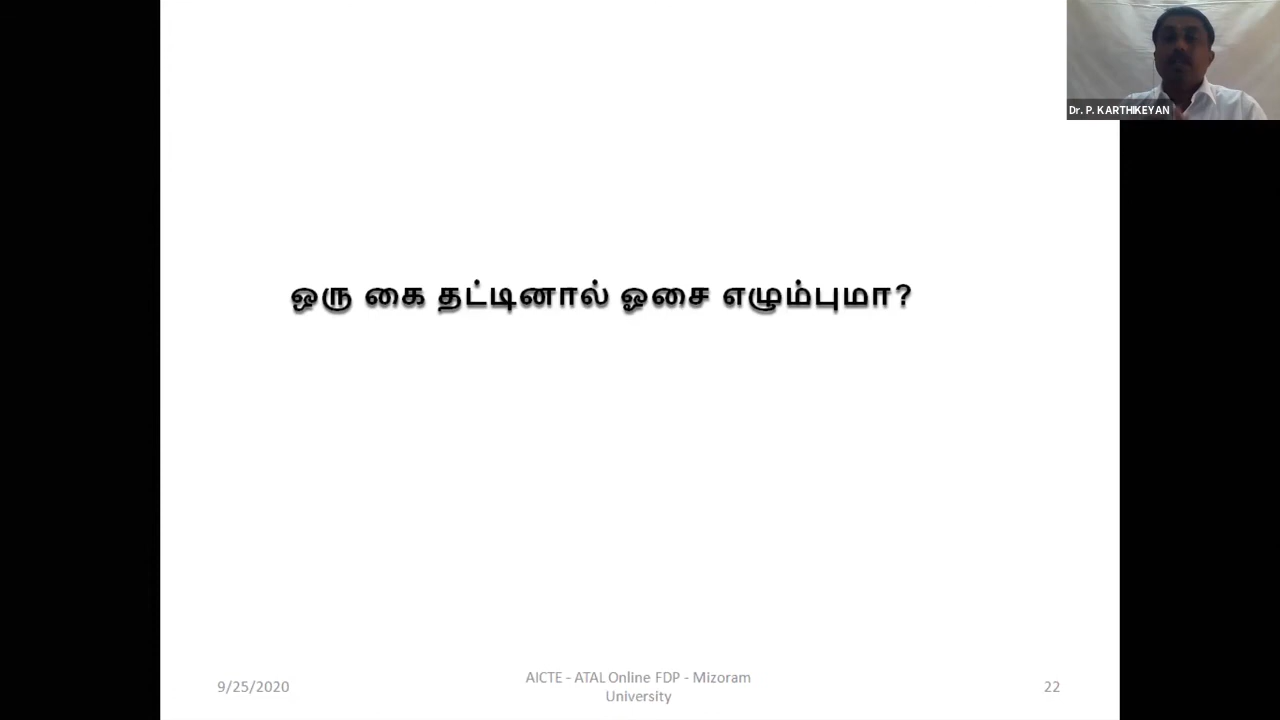 Dr. P. KARTHIKEYAN
ஒரு கை தட்டினால் ஓசை எழும்புமா?
9/25/2020
AICTE - ATAL Online FDP - Mizoram
University
22